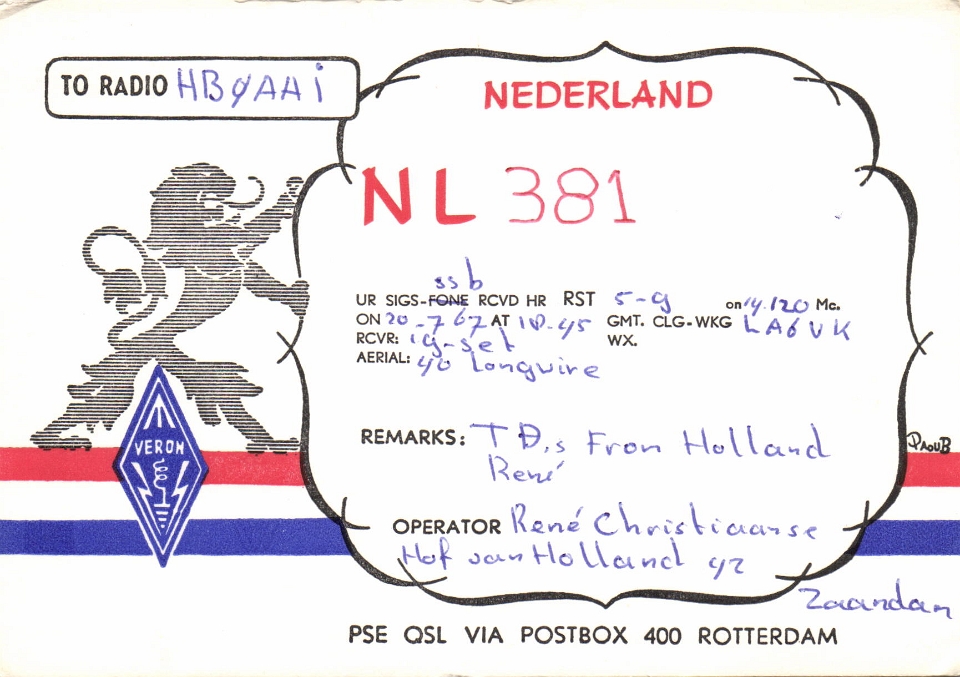 TO RADIO HBØAAi
NEDERLAND
NL 381
ssb
UR SIGS-FONE RCVD HR RST 5-9 on 14.120 Mc.
ON 20-7 67 AT 18.45 GMT. CLG-WKG LA6VK
RCVR: 19-set WX.
AERIAL: 40 longwire
REMARKS: T Đ,s Fron Holland
René
VERON
PAoUB
OPERATOR René Christiaanse
Hof van Holland 42
Zaandam
PSE QSL VIA POSTBOX 400 ROTTERDAM